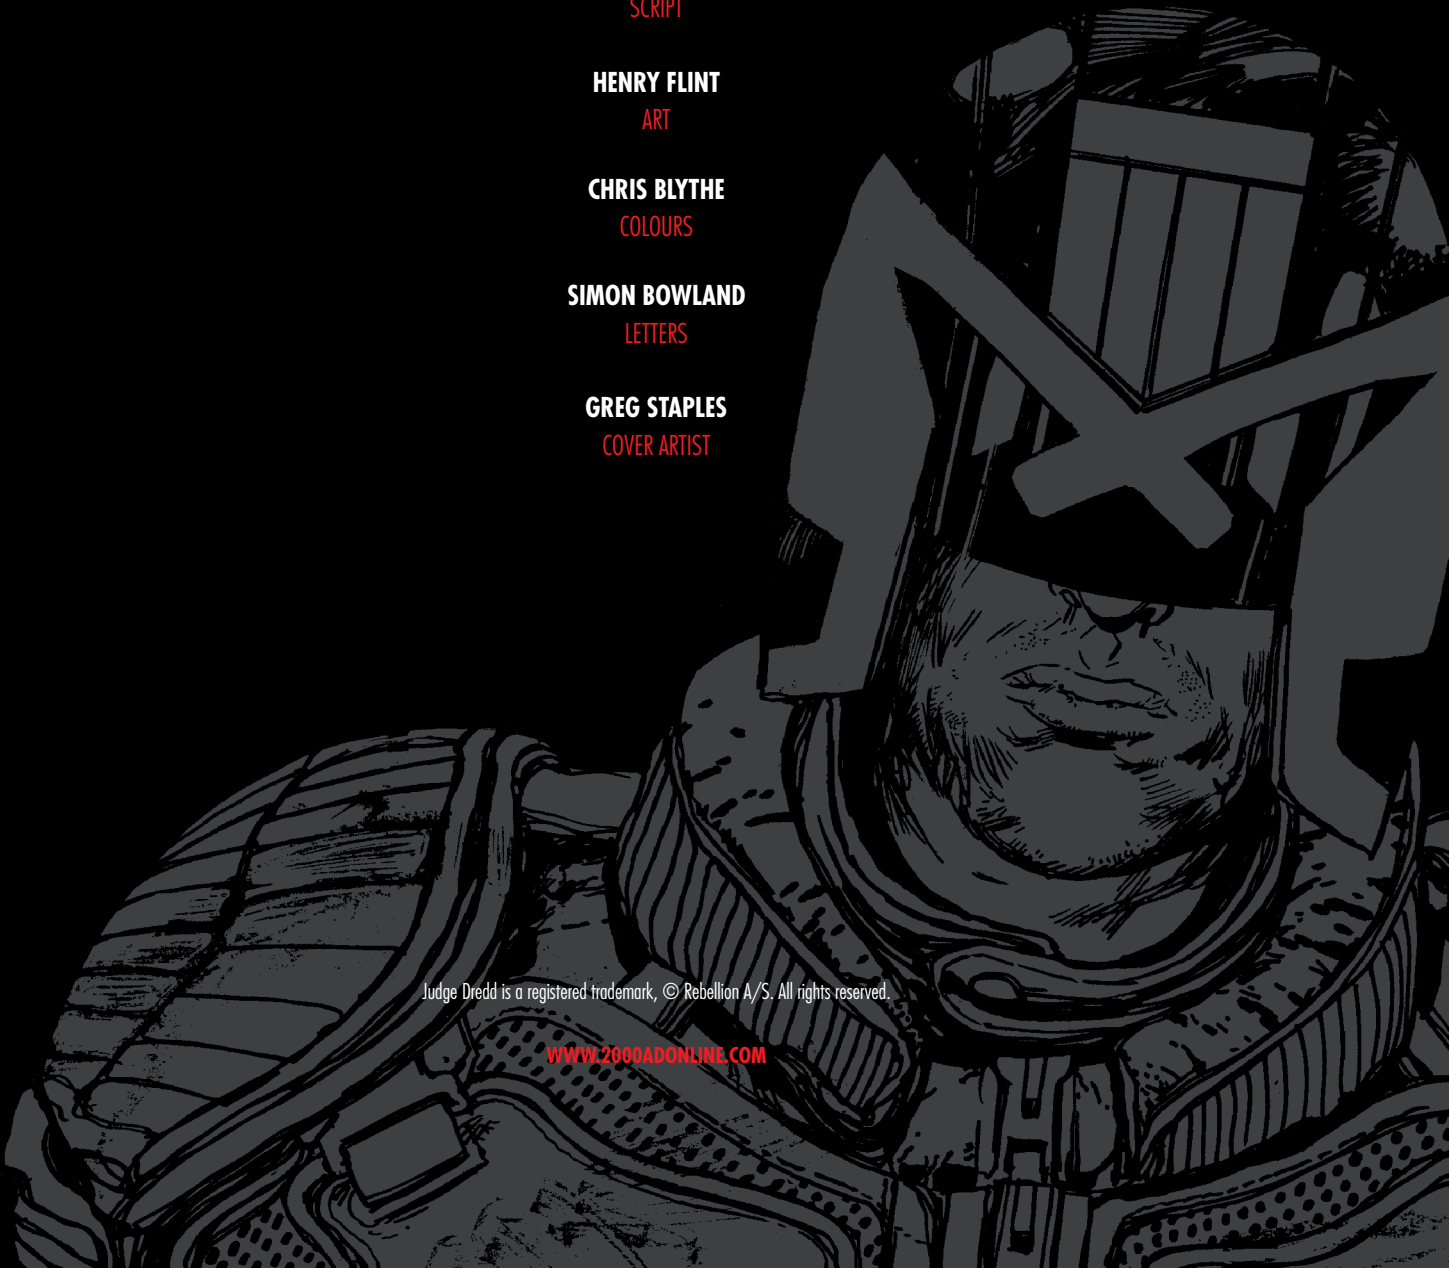 SCRIPT
HENRY FLINT
ART
CHRIS BLYTHE
COLOURS
SIMON BOWLAND
LETTERS
GREG STAPLES
COVER ARTIST
Judge Dredd is a registered trademark, © Rebellion A/S. All rights reserved.
WWW.2000ADONLINE.COM